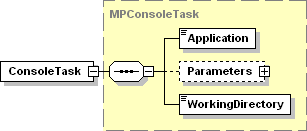 MPConsoleTask
Application
ConsoleTask
Parameters
WorkingDirectory